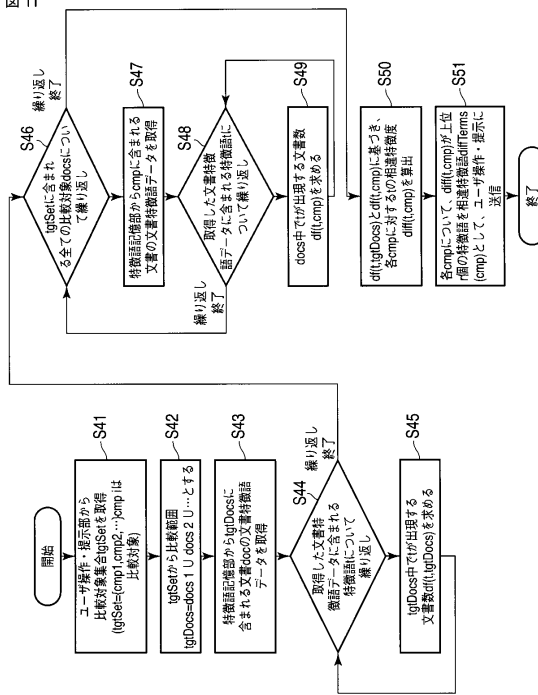 図11
開始
ユーザ操作・提示部から
比較対象集合tgtSetを取得
(tgtSet={cmp1,cmp2,…}cmp iは
比較対象)
S41
tgtSetから比較範囲
tgtDocs=docs 1 U docs 2 U…とする
S42
特徴語記憶部からtgtDocsに
含まれる文書docの文書特徴語
データを取得
S43
取得した文書特
徴語データに含まれる
特徴語tについて
繰り返し
S44
繰り返し
終了
tgtDocs中でtが出現する
文書数df(t,tgtDocs)を求める
S45
tgtSetに含まれ
る全ての比較対象docsについ
て繰り返し
S46
繰り返し
終了
特徴語記憶部からcmpに含まれる
文書の文書特徴語データを取得
S47
取得した文書特徴
語データに含まれる特徴語tに
ついて繰り返し
S48
繰り返し
終了
docs中でtが出現する文書数
df(t,cmp)を求める
S49
df(t,tgtDocs)とdf(t,cmp)に基づき、
各cmpに対するtの相違特徴度
diff(t,cmp)を算出
S50
各cmpについて、diff(t,cmp)が上位
r個の特徴語を相違特徴語diffTerms
(cmp)として、ユーザ操作・提示に
送信
S51
終了